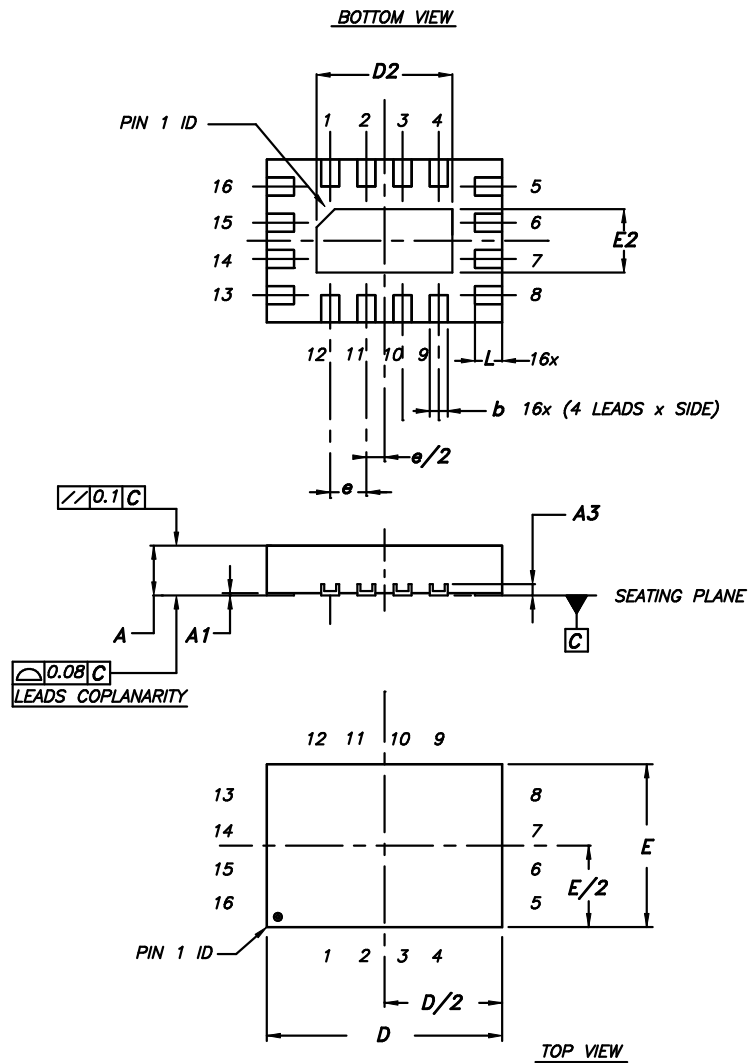 BOTTOM VIEW
D2
PIN 1 ID
1 2 3 4
16 5
15 6
E2
14 7
13 8
12 11 10 9
L 16x
b 16x (4 LEADS x SIDE)
e/2
e
// 0.1 C
A3
SEATING PLANE
A A1
C
⌓ 0.08 C
LEADS COPLANARITY
12 11 10 9
13 8
14 7
E
15 6
E/2
16 5
PIN 1 ID
1 2 3 4
D/2
D
TOP VIEW